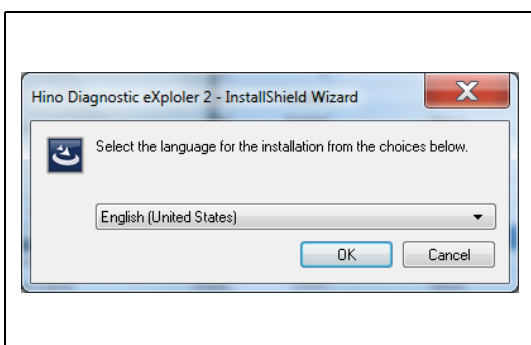 Hino Diagnostic eXploler 2 - InstallShield Wizard
Select the language for the installation from the choices below.
English (United States)
OK Cancel